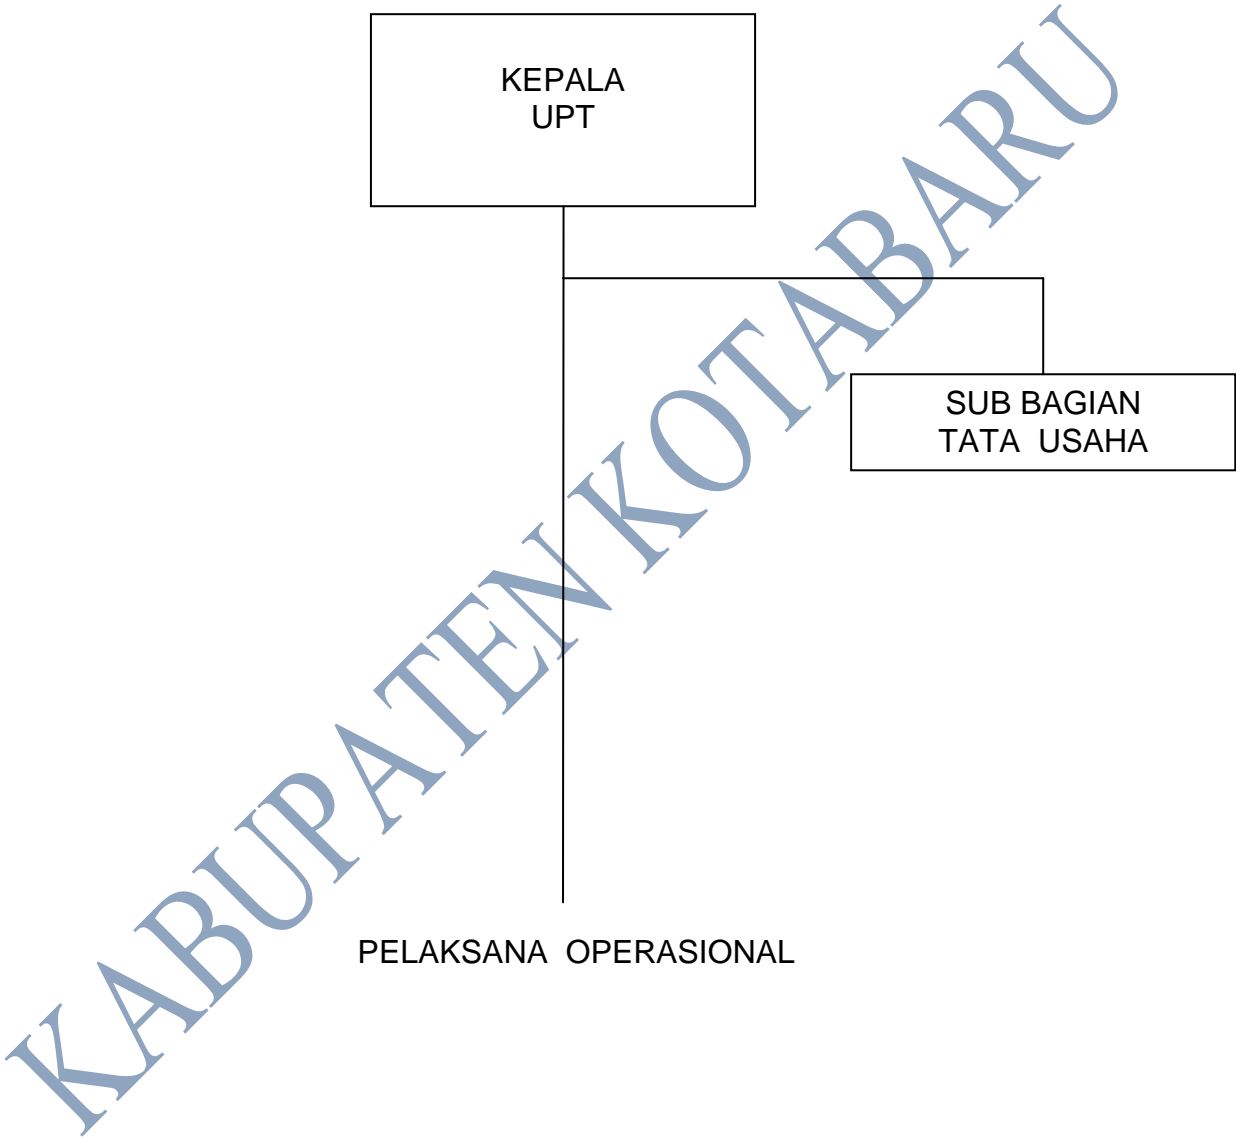 KEPALA
UPT
SUB BAGIAN
TATA USAHA
PELAKSANA OPERASIONAL
KABUPATEN KOTABARU